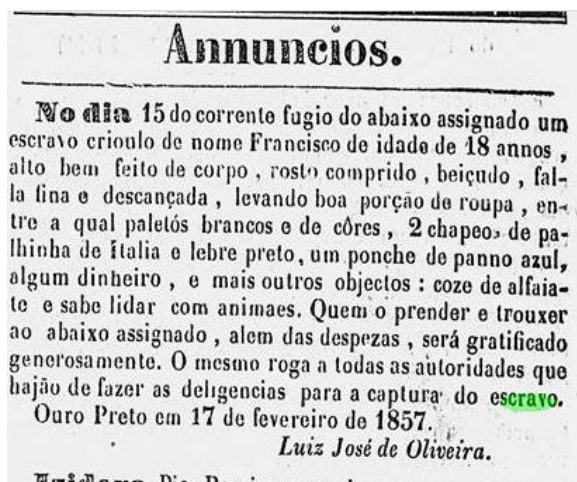 Annuncios.
No dia 15 do corrente fugio do abaixo assignado um
escravo crioulo de nome Francisco de idade de 18 annos,
alto bem feito de corpo, rosto comprido, beiçudo, fal-
la fina e descançada, levando boa porção de roupa, en-
tre a qual paletós brancos e de côres, 2 chapeos de pa-
lhinha de Italia e lebre preto, um ponche de panno azul,
algum dinheiro, e mais outros objectos: coze de alfaia-
te e sabe lidar com animaes. Quem o prender e trouxer
ao abaixo assignado, alem das despezas, será gratificado
generosamente. O mesmo roga a todas as autoridades que
hajão de fazer as deligencias para a captura do escravo.
Ouro Preto em 17 de fevereiro de 1857.
Luiz José de Oliveira.